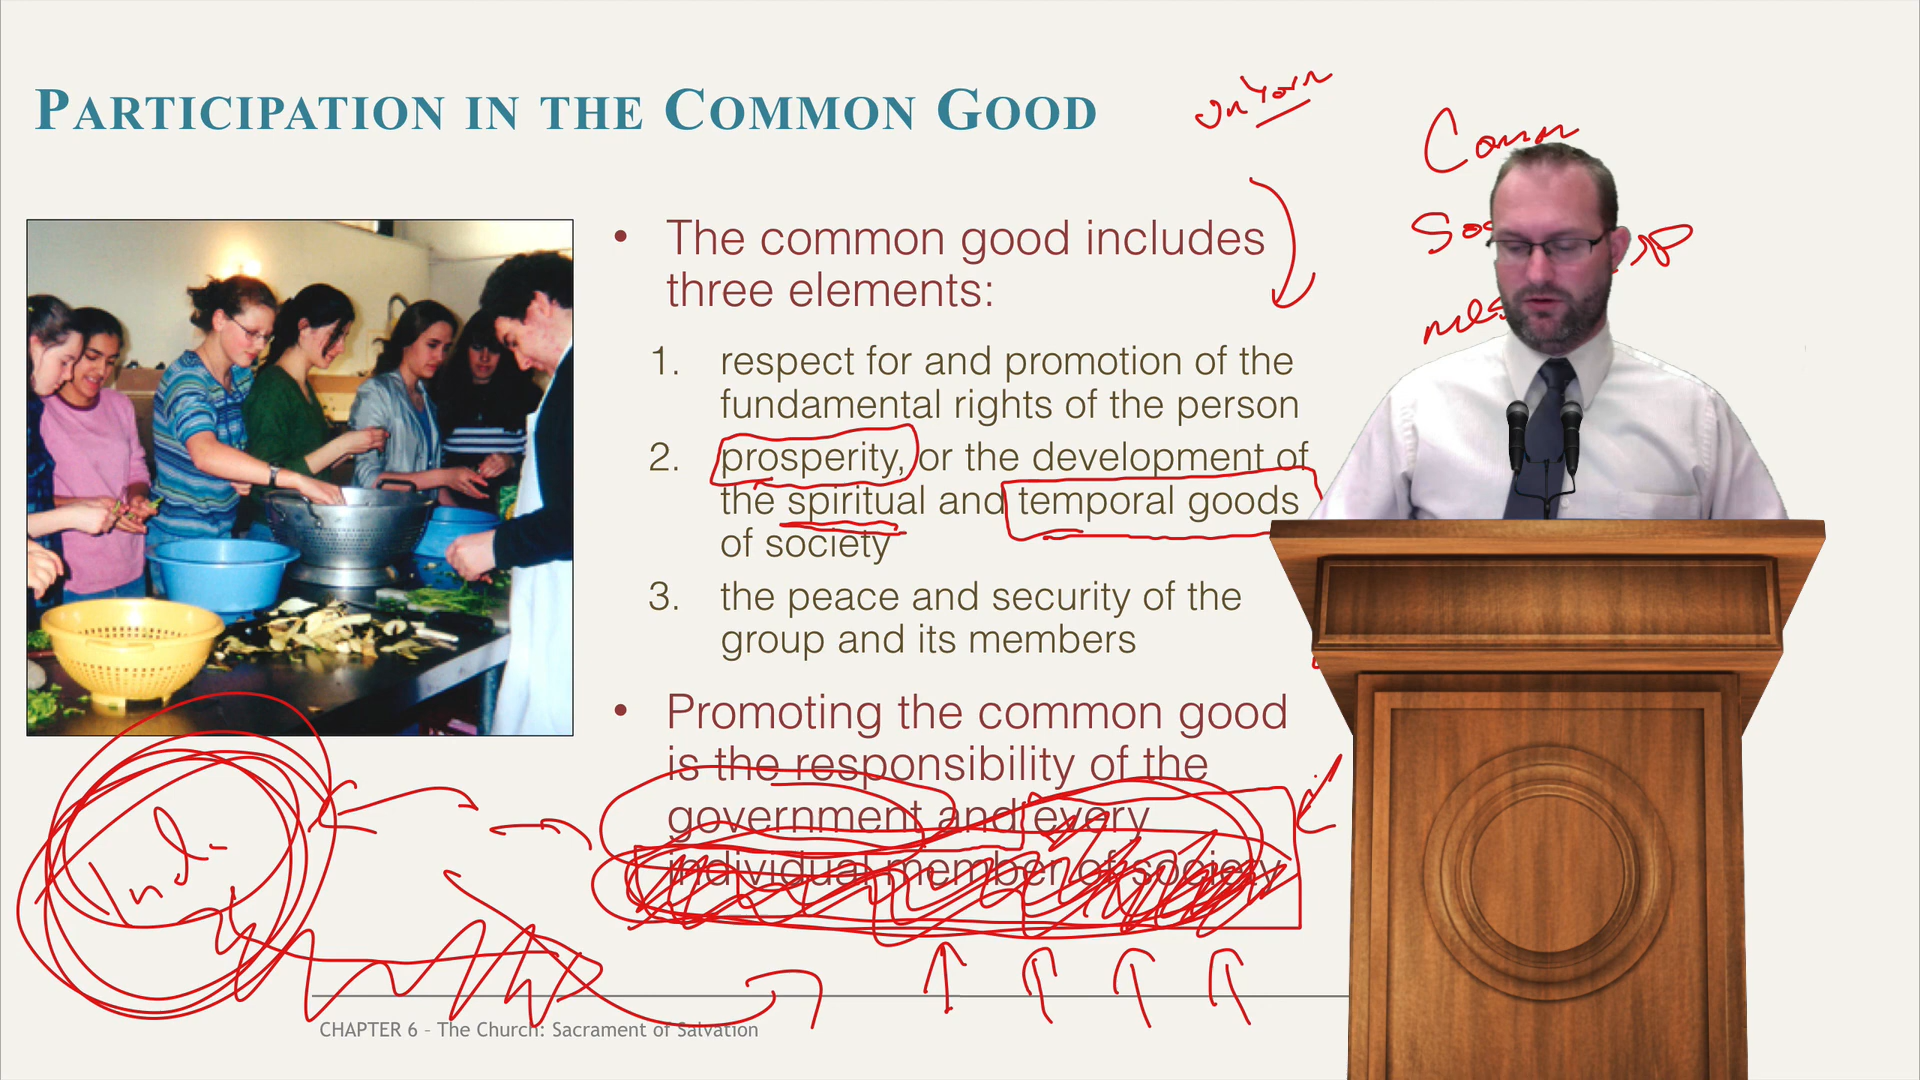 PARTICIPATION IN THE COMMON GOOD
• The common good includes
three elements:
1. respect for and promotion of the
fundamental rights of the person
2. prosperity, or the development of
the spiritual and temporal goods
of society
3. the peace and security of the
group and its members
• Promoting the common good
is the responsibility of the
government and every
individual member of society
Indi
CHAPTER 6 – The Church: Sacrament of Salvation